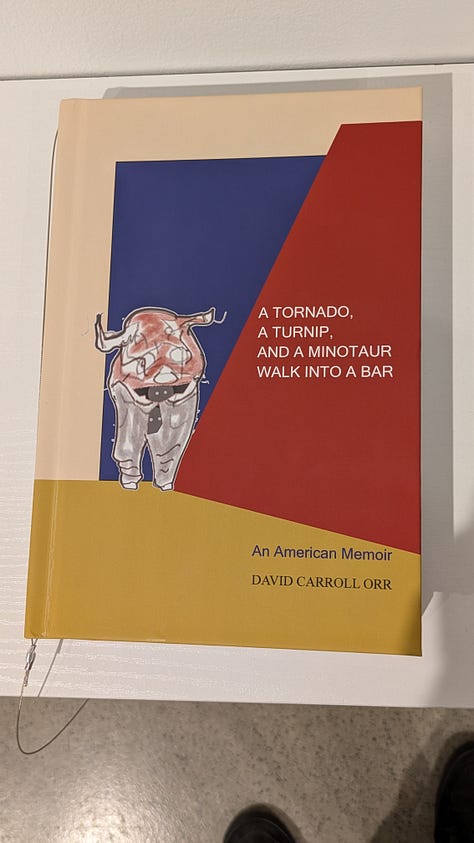 A TORNADO,
A TURNIP,
AND A MINOTAUR
WALK INTO A BAR
An American Memoir
DAVID CARROLL ORR